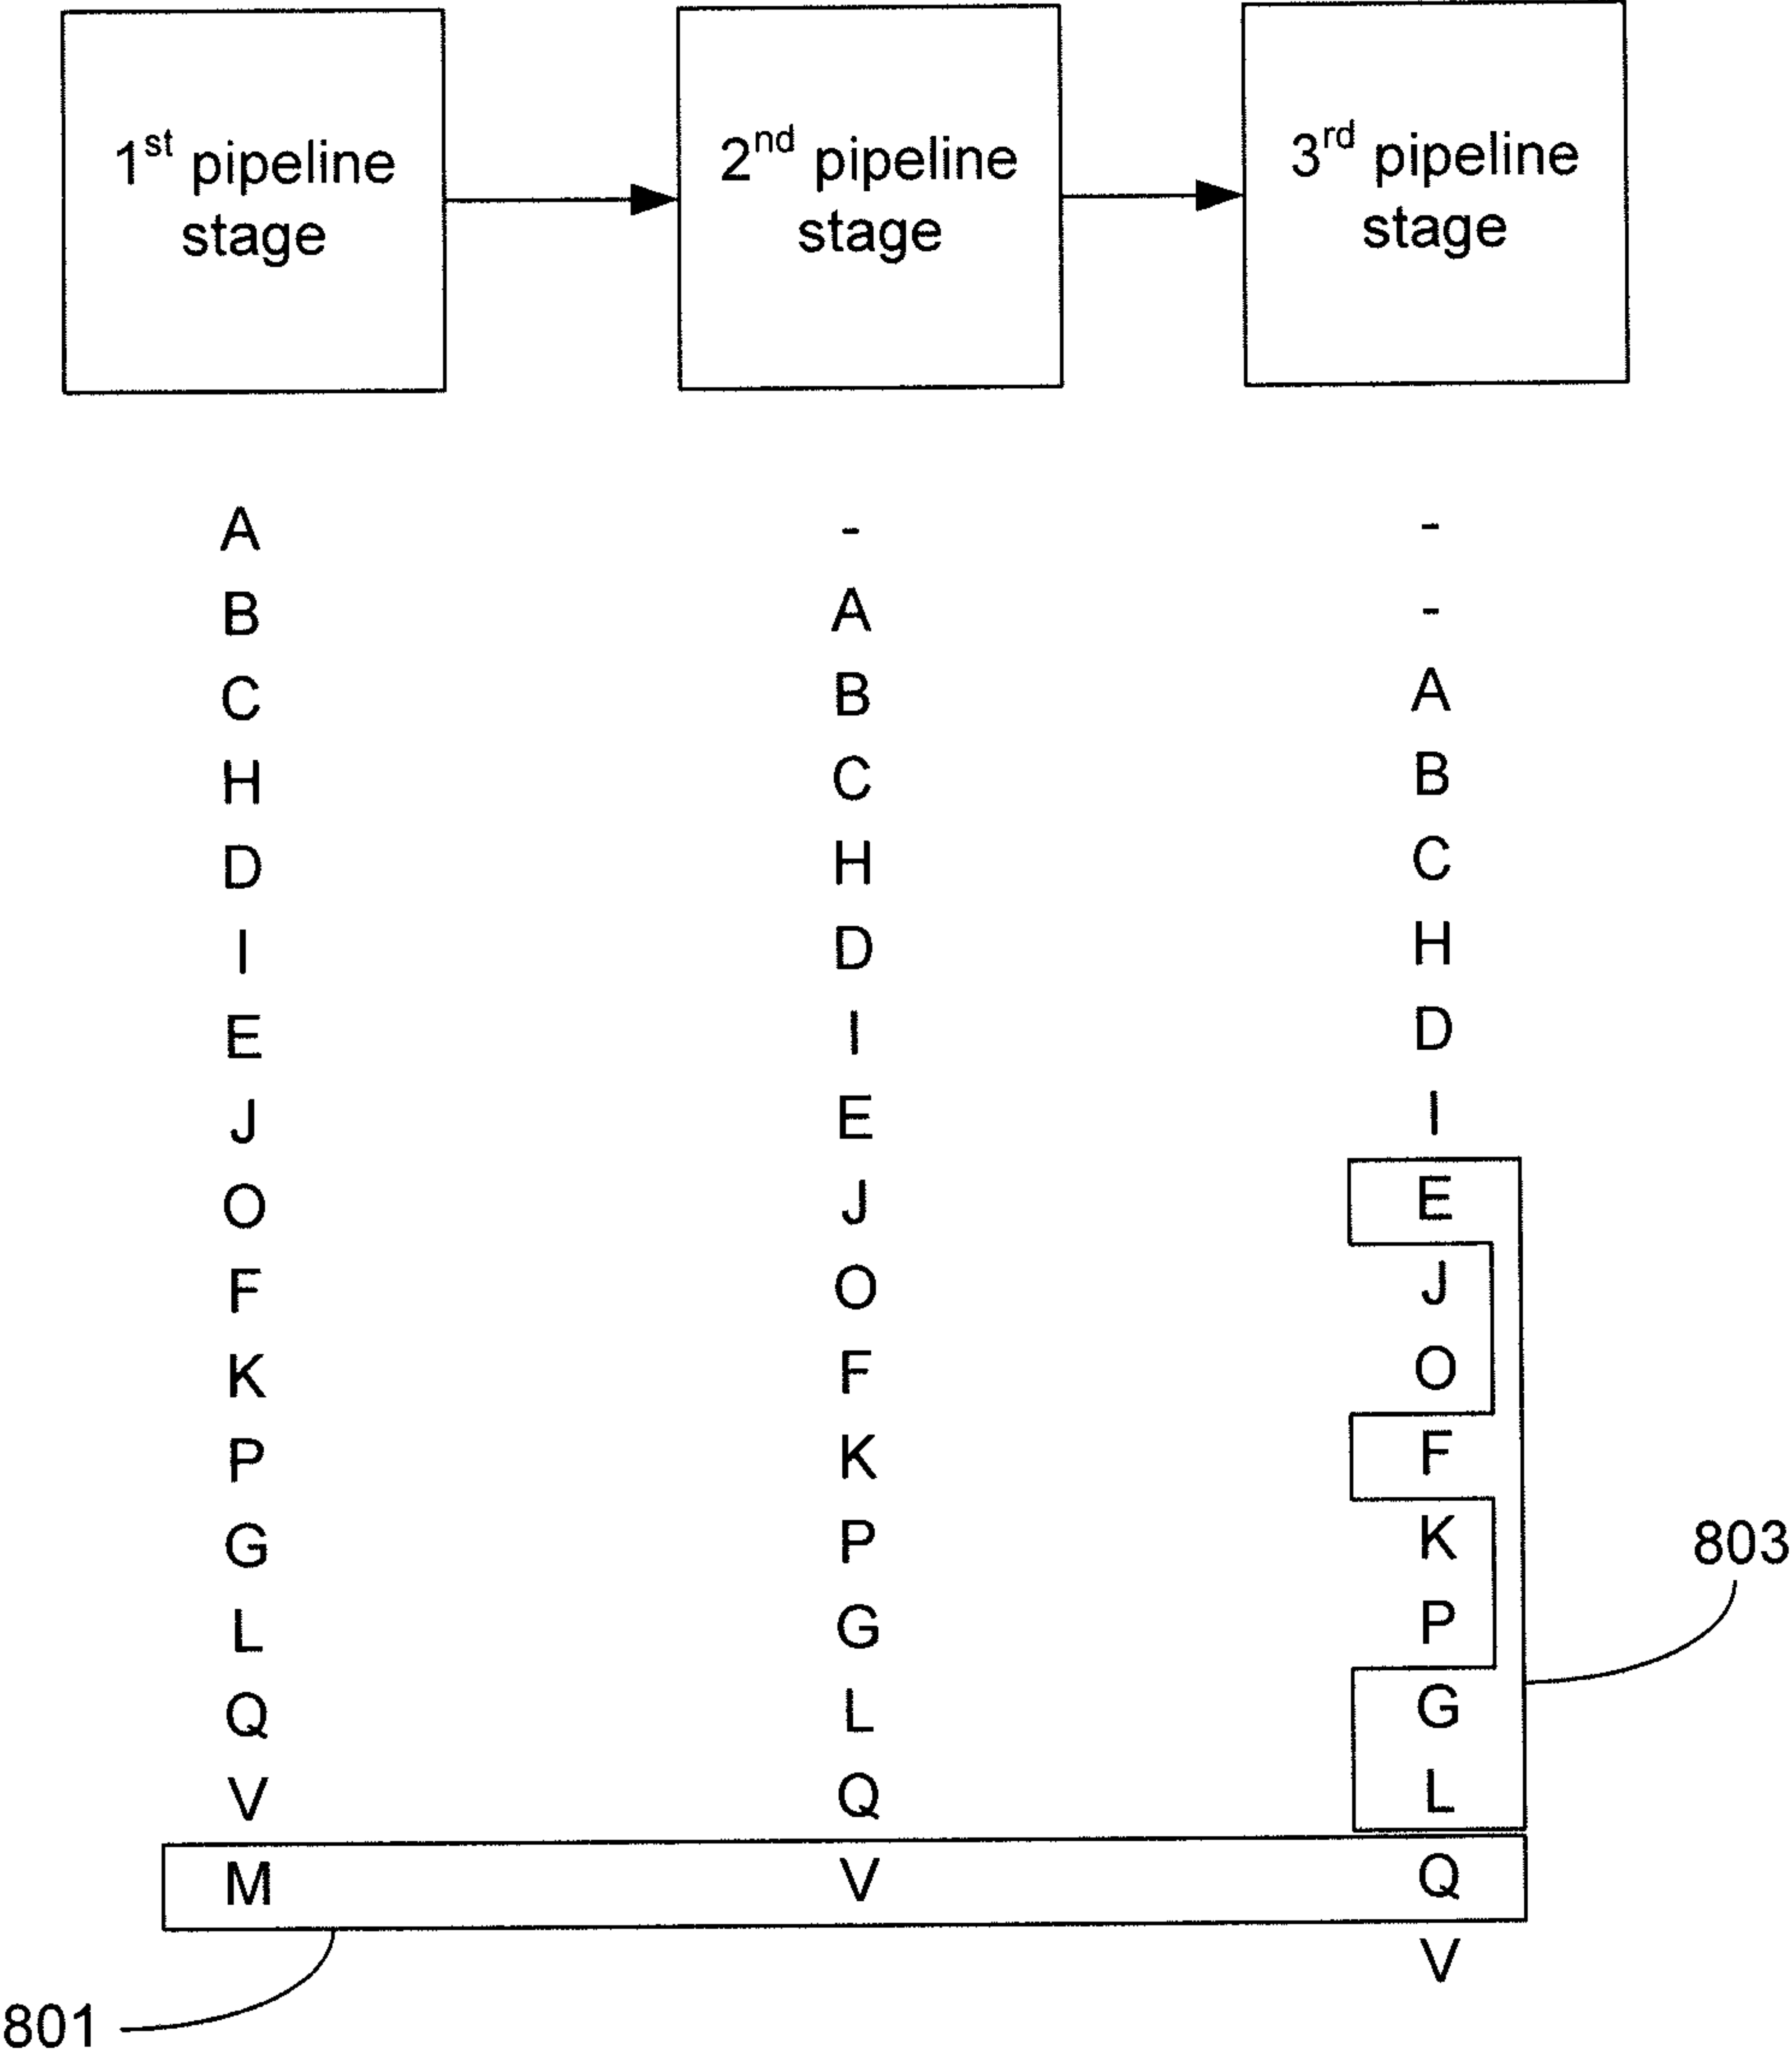 1st pipeline stage
2nd pipeline stage
3rd pipeline stage
A - -
B A -
C B A
H C B
D H C
I D H
E I D
J E I
O J E
F O J
K F O
P K F
G P K
L G P
Q L G
V Q L
M V Q
V
803
801